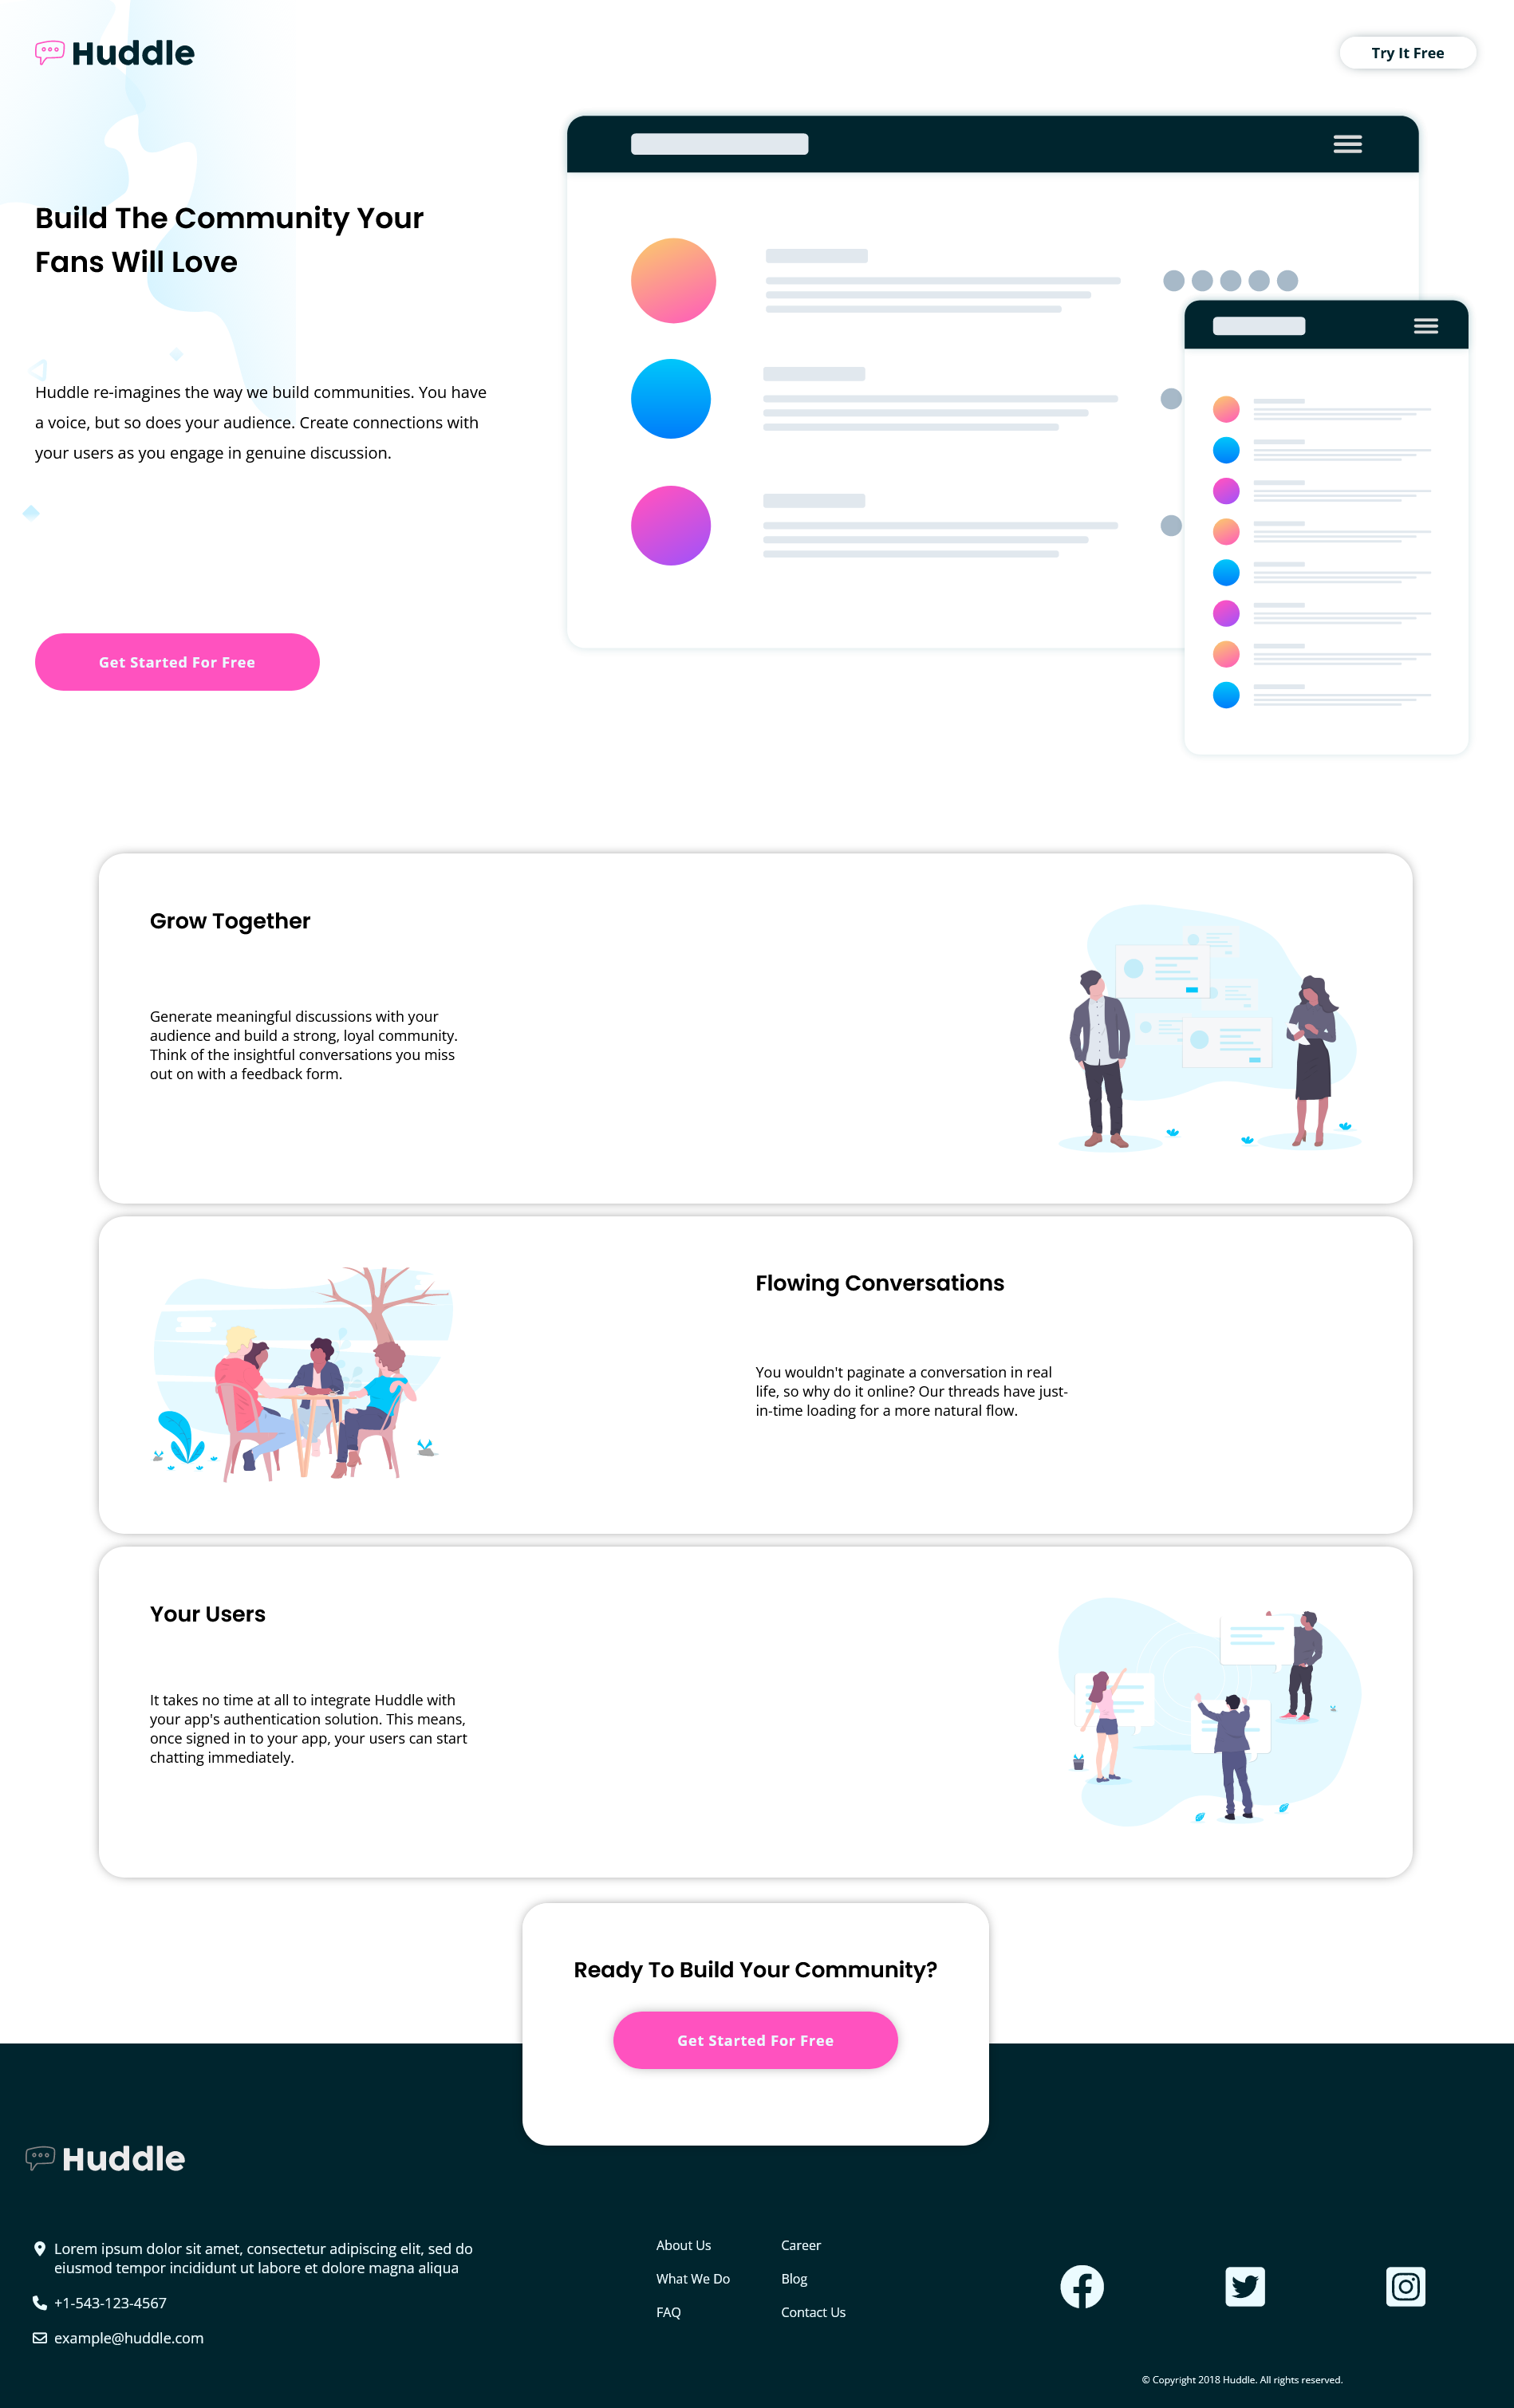 Huddle
Try It Free
Build The Community Your
Fans Will Love
Huddle re-imagines the way we build communities. You have
a voice, but so does your audience. Create connections with
your users as you engage in genuine discussion.
Get Started For Free
Grow Together
Generate meaningful discussions with your
audience and build a strong, loyal community.
Think of the insightful conversations you miss
out on with a feedback form.
Flowing Conversations
You wouldn't paginate a conversation in real
life, so why do it online? Our threads have just-
in-time loading for a more natural flow.
Your Users
It takes no time at all to integrate Huddle with
your app's authentication solution. This means,
once signed in to your app, your users can start
chatting immediately.
Ready To Build Your Community?
Get Started For Free
Huddle
Lorem ipsum dolor sit amet, consectetur adipiscing elit, sed do
eiusmod tempor incididunt ut labore et dolore magna aliqua
+1-543-123-4567
example@huddle.com
About Us
What We Do
FAQ
Career
Blog
Contact Us
© Copyright 2018 Huddle. All rights reserved.